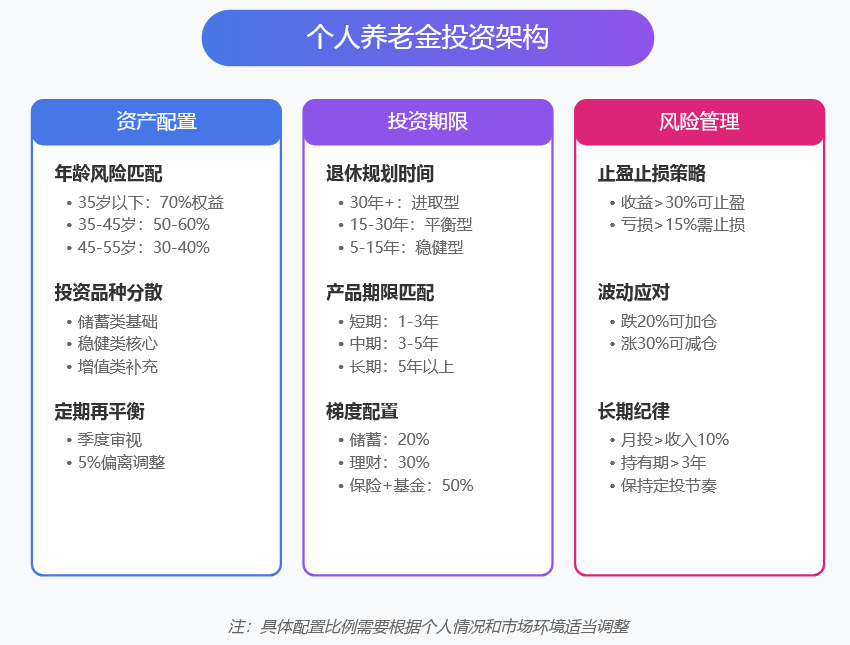 个人养老金投资架构
资产配置
年龄风险匹配
• 35岁以下：70%权益
• 35-45岁：50-60%
• 45-55岁：30-40%
投资品种分散
• 储蓄类基础
• 稳健类核心
• 增值类补充
定期再平衡
• 季度审视
• 5%偏离调整
投资期限
退休规划时间
• 30年+：进取型
• 15-30年：平衡型
• 5-15年：稳健型
产品期限匹配
• 短期：1-3年
• 中期：3-5年
• 长期：5年以上
梯度配置
• 储蓄：20%
• 理财：30%
• 保险+基金：50%
风险管理
止盈止损策略
• 收益>30%可止盈
• 亏损>15%需止损
波动应对
• 跌20%可加仓
• 涨30%可减仓
长期纪律
• 月投>收入10%
• 持有期>3年
• 保持定投节奏
注：具体配置比例需要根据个人情况和市场环境适当调整